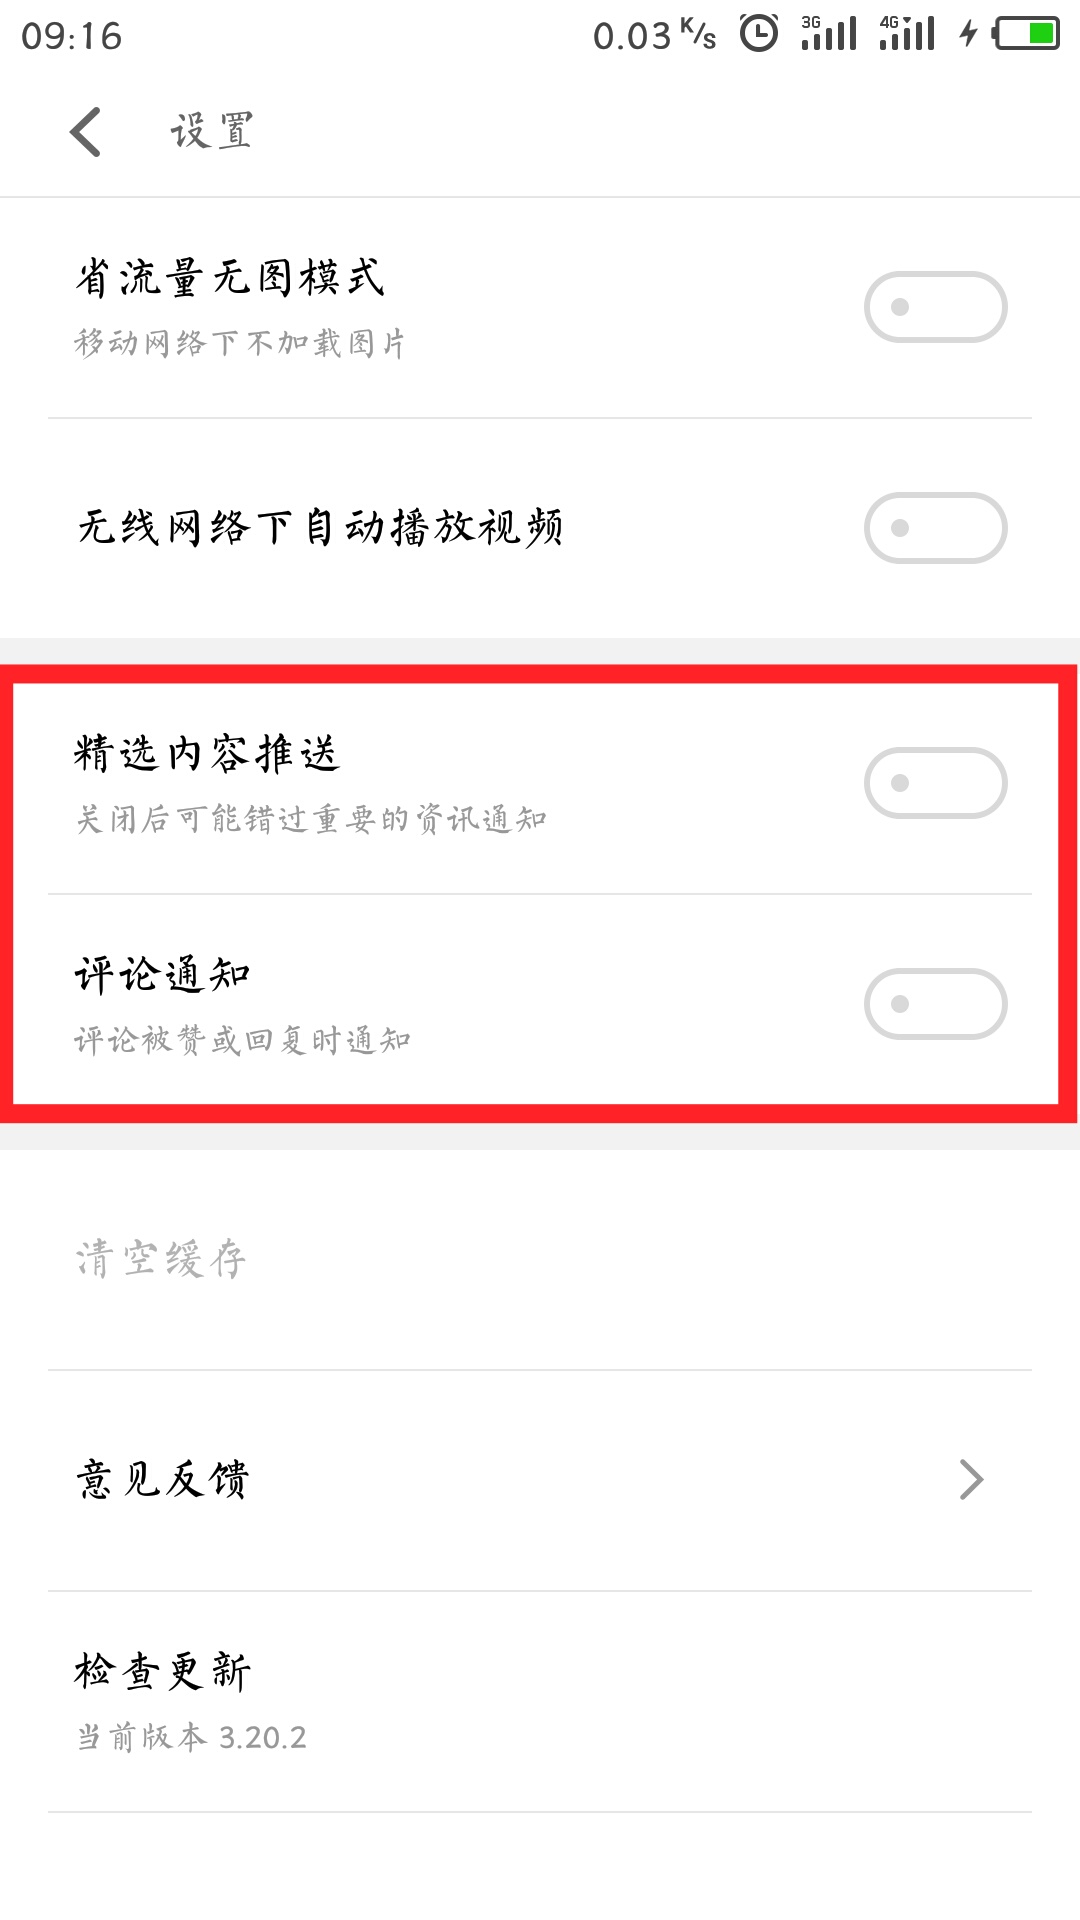 09:16 0.03 K/s 3G 4G
设置
省流量无图模式
移动网络下不加载图片
无线网络下自动播放视频
精选内容推送
关闭后可能错过重要的资讯通知
评论通知
评论被赞或回复时通知
清空缓存
意见反馈
检查更新
当前版本 3.20.2